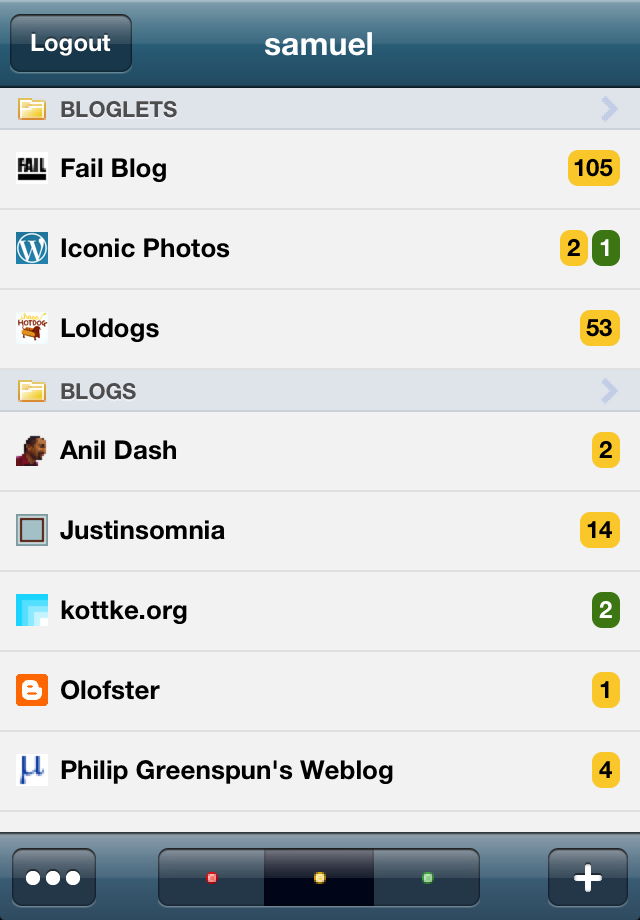 Logout
samuel
BLOGLETS
FAIL
Fail Blog
105
W
Iconic Photos
2
1
HOTDOG
Loldogs
53
BLOGS
Anil Dash
2
Justinsomnia
14
kottke.org
2
Olofster
1
µ
Philip Greenspun's Weblog
4